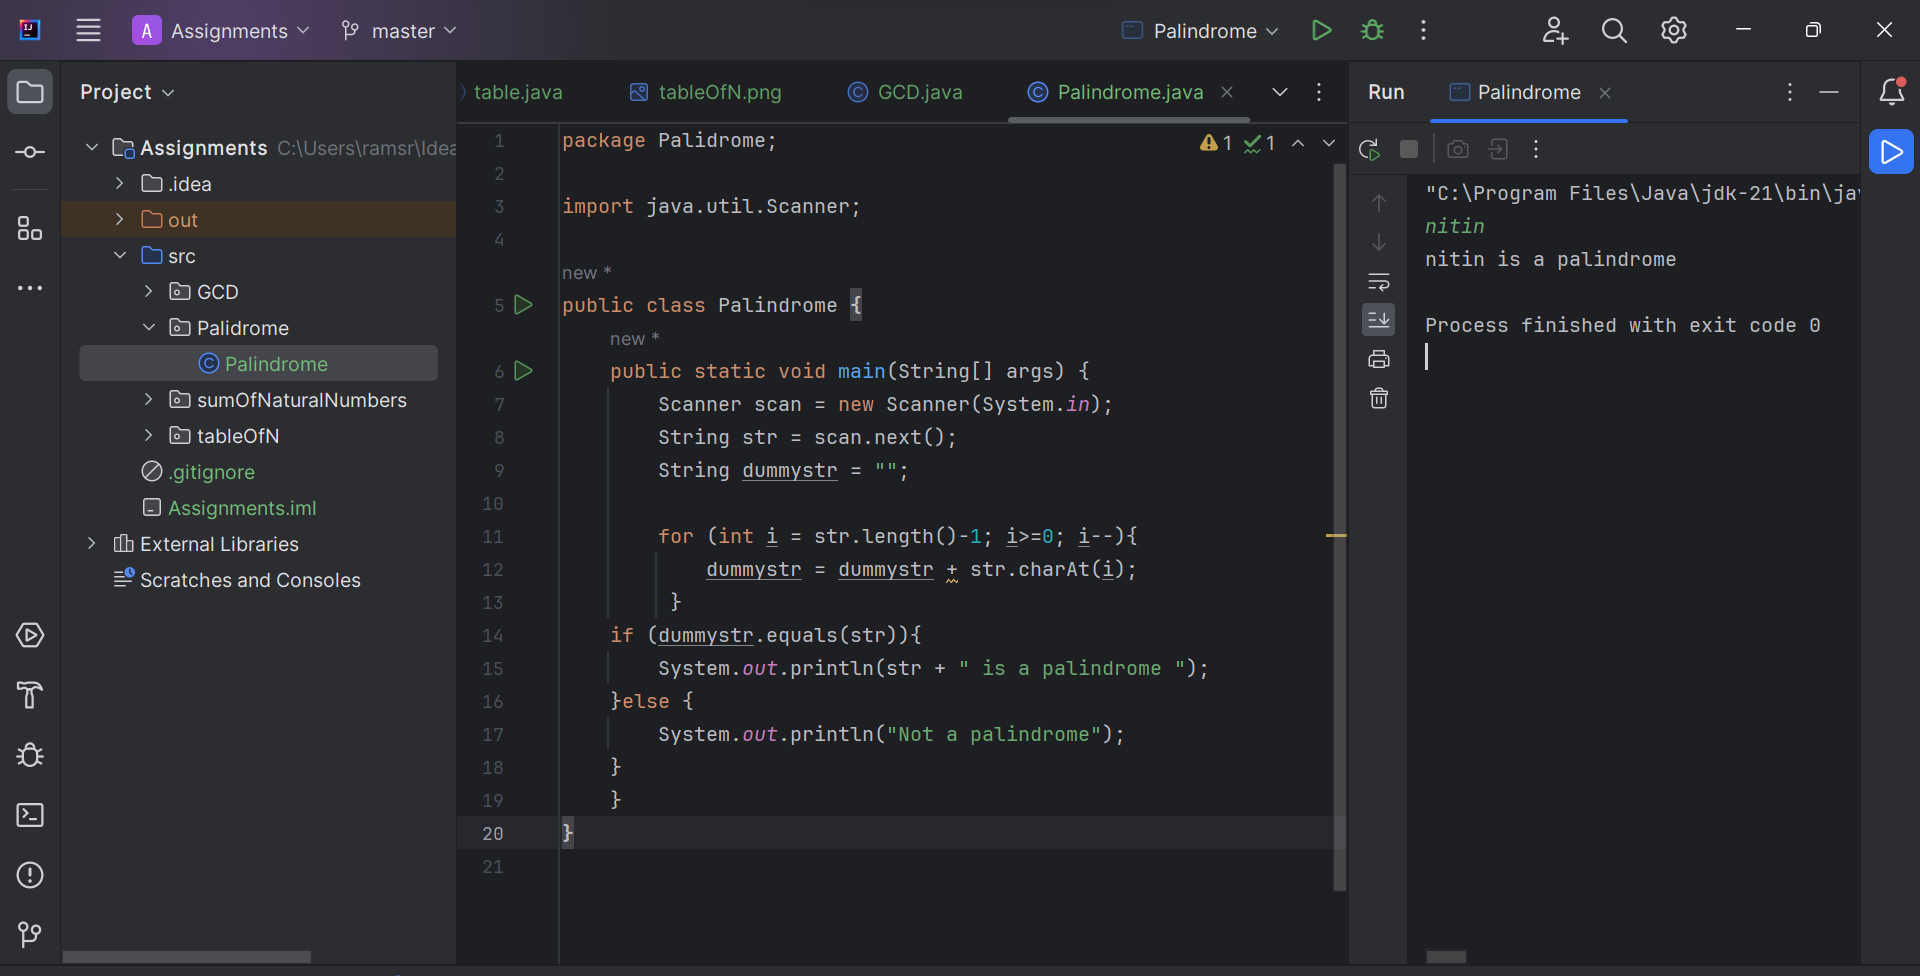 A Assignments master Palindrome
Project
Assignments C:\Users\ramsr\Idea
.idea
out
src
GCD
Palidrome
Palindrome
sumOfNaturalNumbers
tableOfN
.gitignore
Assignments.iml
External Libraries
Scratches and Consoles
table.java tableOfN.png GCD.java Palindrome.java
1 1
1 package Palidrome;
2
3 import java.util.Scanner;
4
new *
5 public class Palindrome {
new *
6 public static void main(String[] args) {
7 Scanner scan = new Scanner(System.in);
8 String str = scan.next();
9 String dummystr = "";
10
11 for (int i = str.length()-1; i>=0; i--){
12 dummystr = dummystr + str.charAt(i);
13 }
14 if (dummystr.equals(str)){
15 System.out.println(str + " is a palindrome ");
16 }else {
17 System.out.println("Not a palindrome");
18 }
19 }
20 }
21
Run Palindrome
"C:\Program Files\Java\jdk-21\bin\jav
nitin
nitin is a palindrome
Process finished with exit code 0